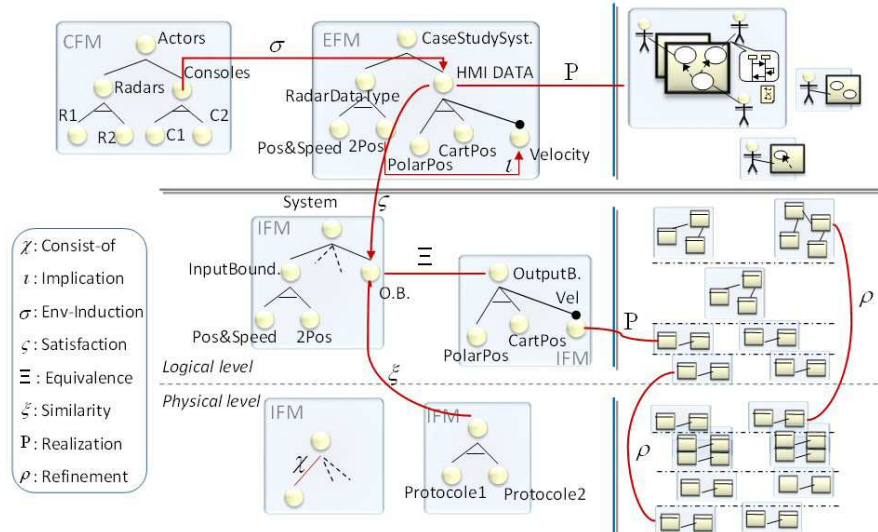 CFM
Actors
Radars
Consoles
R1
R2
C1
C2
σ
EFM
CaseStudySyst.
RadarDataType
HMI DATA
Pos&Speed
2Pos
PolarPos
CartPos
Velocity
ι
P
ς
System
IFM
InputBound.
O.B.
Pos&Speed
2Pos
Ξ
OutputB.
Vel
PolarPos
CartPos
IFM
P
ρ
Logical level
Physical level
ξ
IFM
χ
IFM
Protocole1
Protocole2
ρ
χ : Consist-of
ι : Implication
σ : Env-Induction
ς : Satisfaction
Ξ : Equivalence
ξ : Similarity
P : Realization
ρ : Refinement